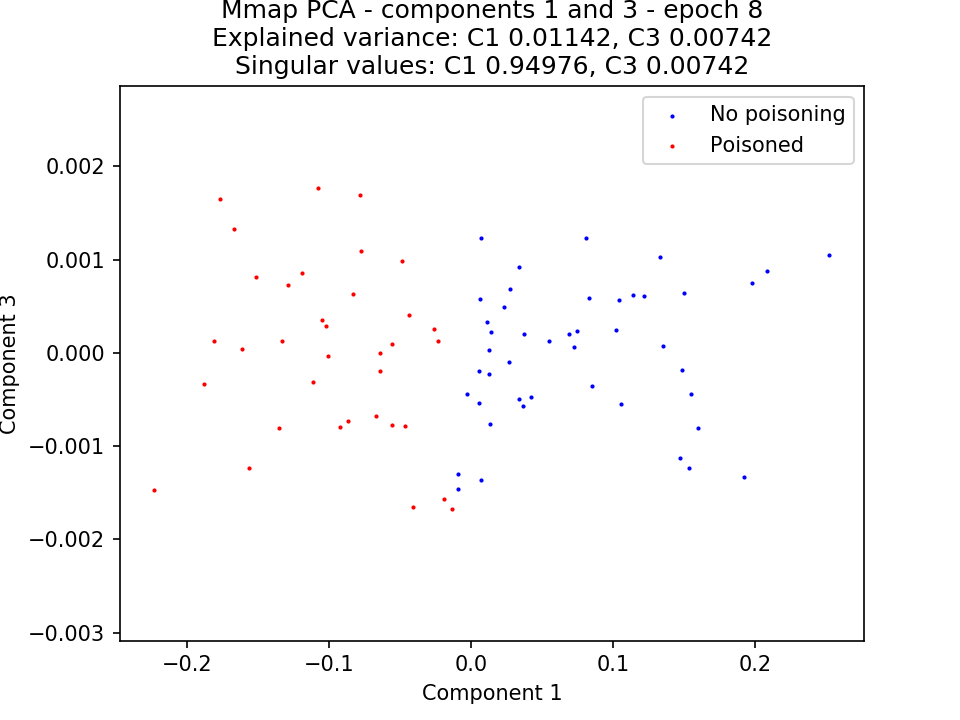 Mmap PCA - components 1 and 3 - epoch 8
Explained variance: C1 0.01142, C3 0.00742
Singular values: C1 0.94976, C3 0.00742
No poisoning
Poisoned
0.002
0.001
0.000
−0.001
−0.002
−0.003
Component 3
−0.2
−0.1
0.0
0.1
0.2
Component 1